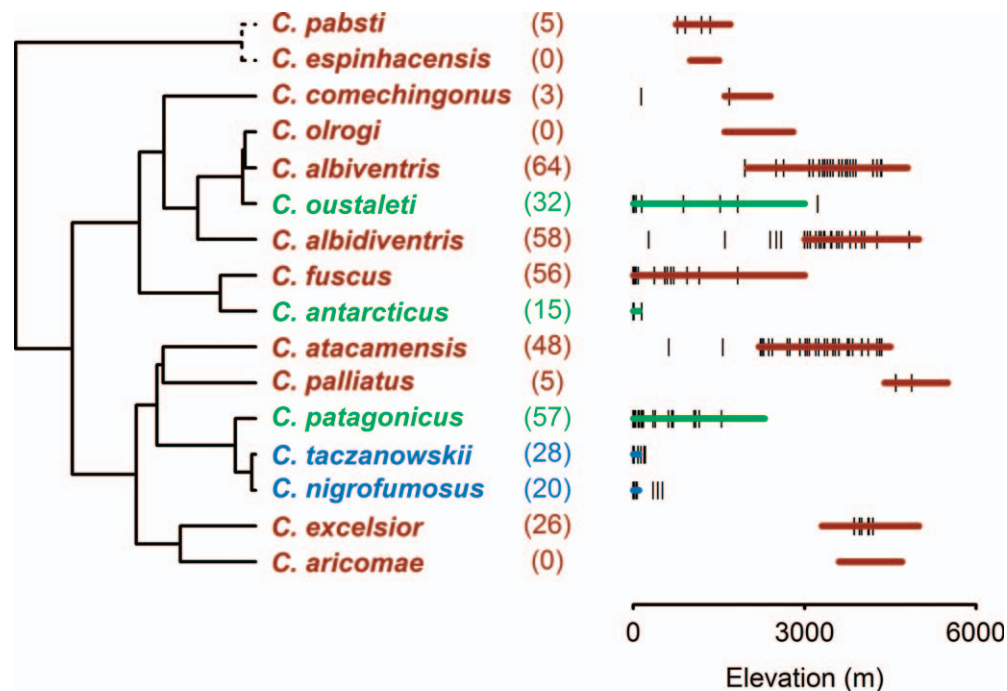 C. pabsti (5)
C. espinhacensis (0)
C. comechingonus (3)
C. olrogi (0)
C. albiventris (64)
C. oustaleti (32)
C. albidiventris (58)
C. fuscus (56)
C. antarcticus (15)
C. atacamensis (48)
C. palliatus (5)
C. patagonicus (57)
C. taczanowskii (28)
C. nigrofumosus (20)
C. excelsior (26)
C. aricomae (0)
0 3000 6000
Elevation (m)